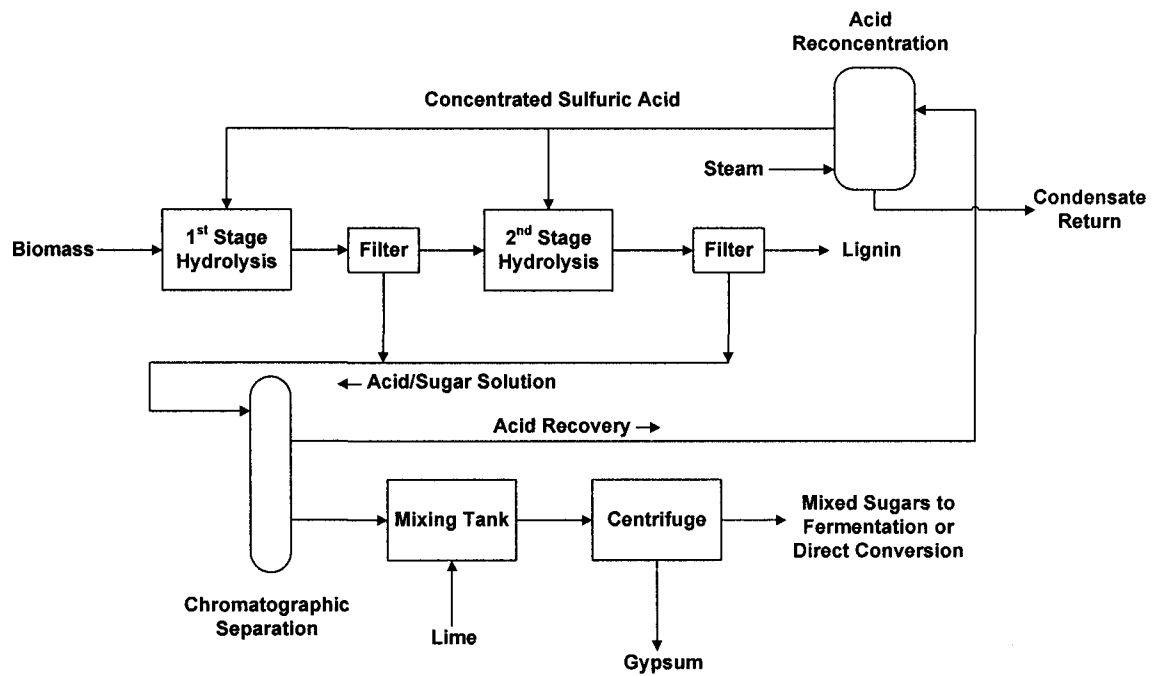 Acid
Reconcentration
Concentrated Sulfuric Acid
Steam
Condensate
Return
Biomass
1st Stage
Hydrolysis
Filter
2nd Stage
Hydrolysis
Filter
Lignin
Acid/Sugar Solution
Acid Recovery
Mixing Tank
Centrifuge
Mixed Sugars to
Fermentation or
Direct Conversion
Chromatographic
Separation
Lime
Gypsum